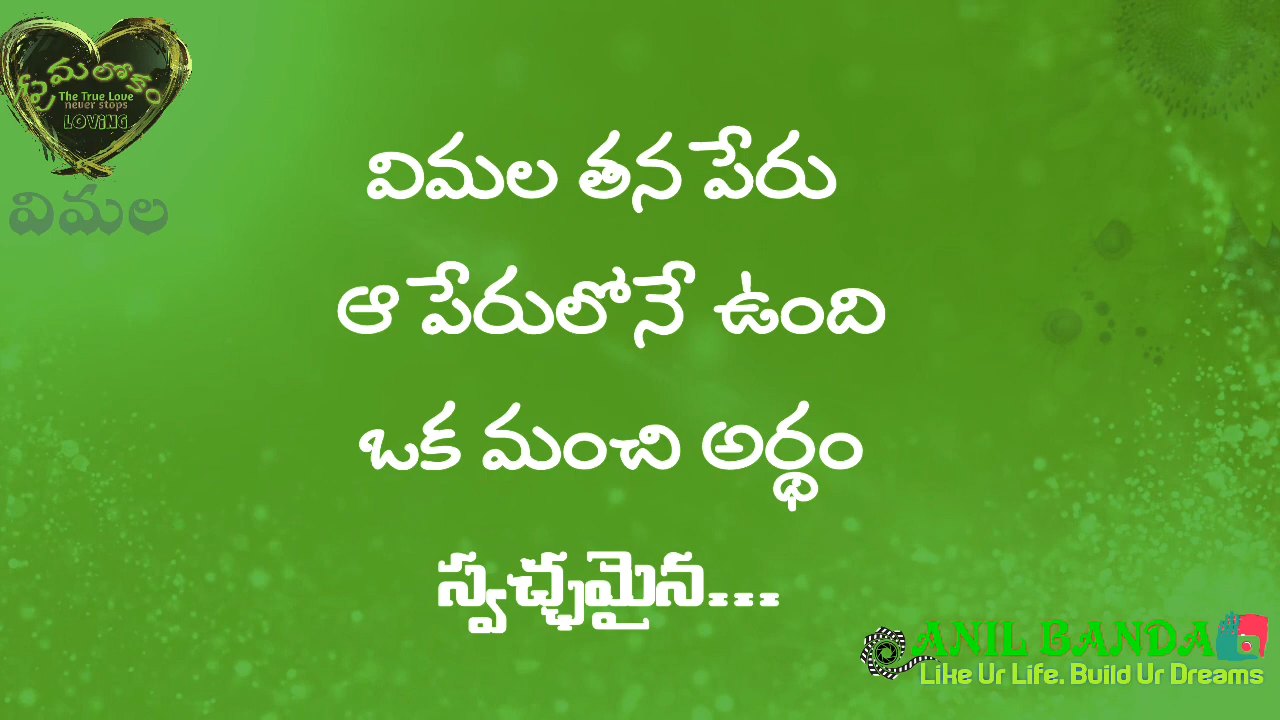 ప్రేమలోకం
The True Love
never stops
LOVING
విమల
విమల తన పేరు
ఆ పేరులోనే ఉంది
ఒక మంచి అర్థం
స్వచ్ఛమైన...
ANIL BANDA
Like Ur Life. Build Ur Dreams